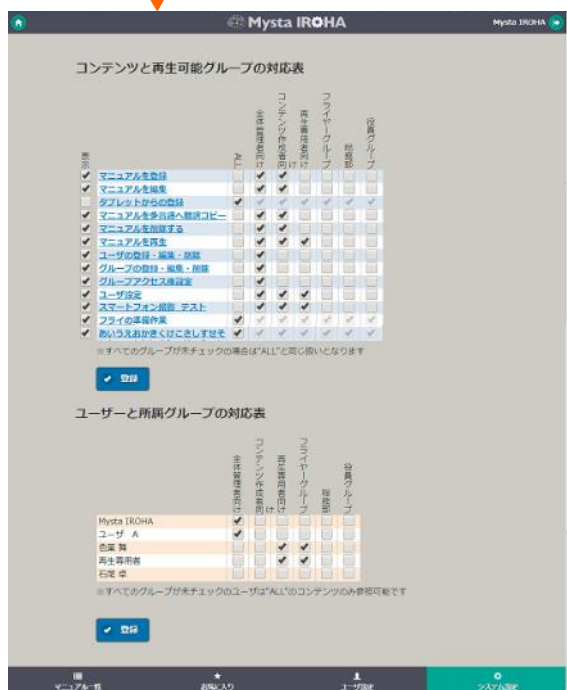 Mysta IROHA
Mysta IROHA
コンテンツと再生可能グループの対応表
表示
ALL
全体管理者向け
コンテンツ作成者向け
再生専用者向け
フライヤーグループ
総務部
役員グループ
マニュアルを登録
マニュアルを編集
タブレットからの登録
マニュアルを多言語へ翻訳コピー
マニュアルを削除する
マニュアルを再生
ユーザの登録・編集・削除
グループの登録・編集・削除
グループアクセス権設定
ユーザ設定
スマートフォン撮影 テスト
フライの準備作業
あいうえおかきくけこさしすせそ
※すべてのグループが未チェックの場合は"ALL"と同じ扱いとなります
登録
ユーザーと所属グループの対応表
全体管理者向け
コンテンツ作成者向け
再生専用者向け
フライヤーグループ
総務部
役員グループ
Mysta IROHA
ユーザ A
色葉 舞
再生専用者
石尾 卓
※すべてのグループが未チェックのユーザは"ALL"のコンテンツのみ参照可能です
登録
マニュアル一覧
お気に入り
ユーザ設定
システム設定